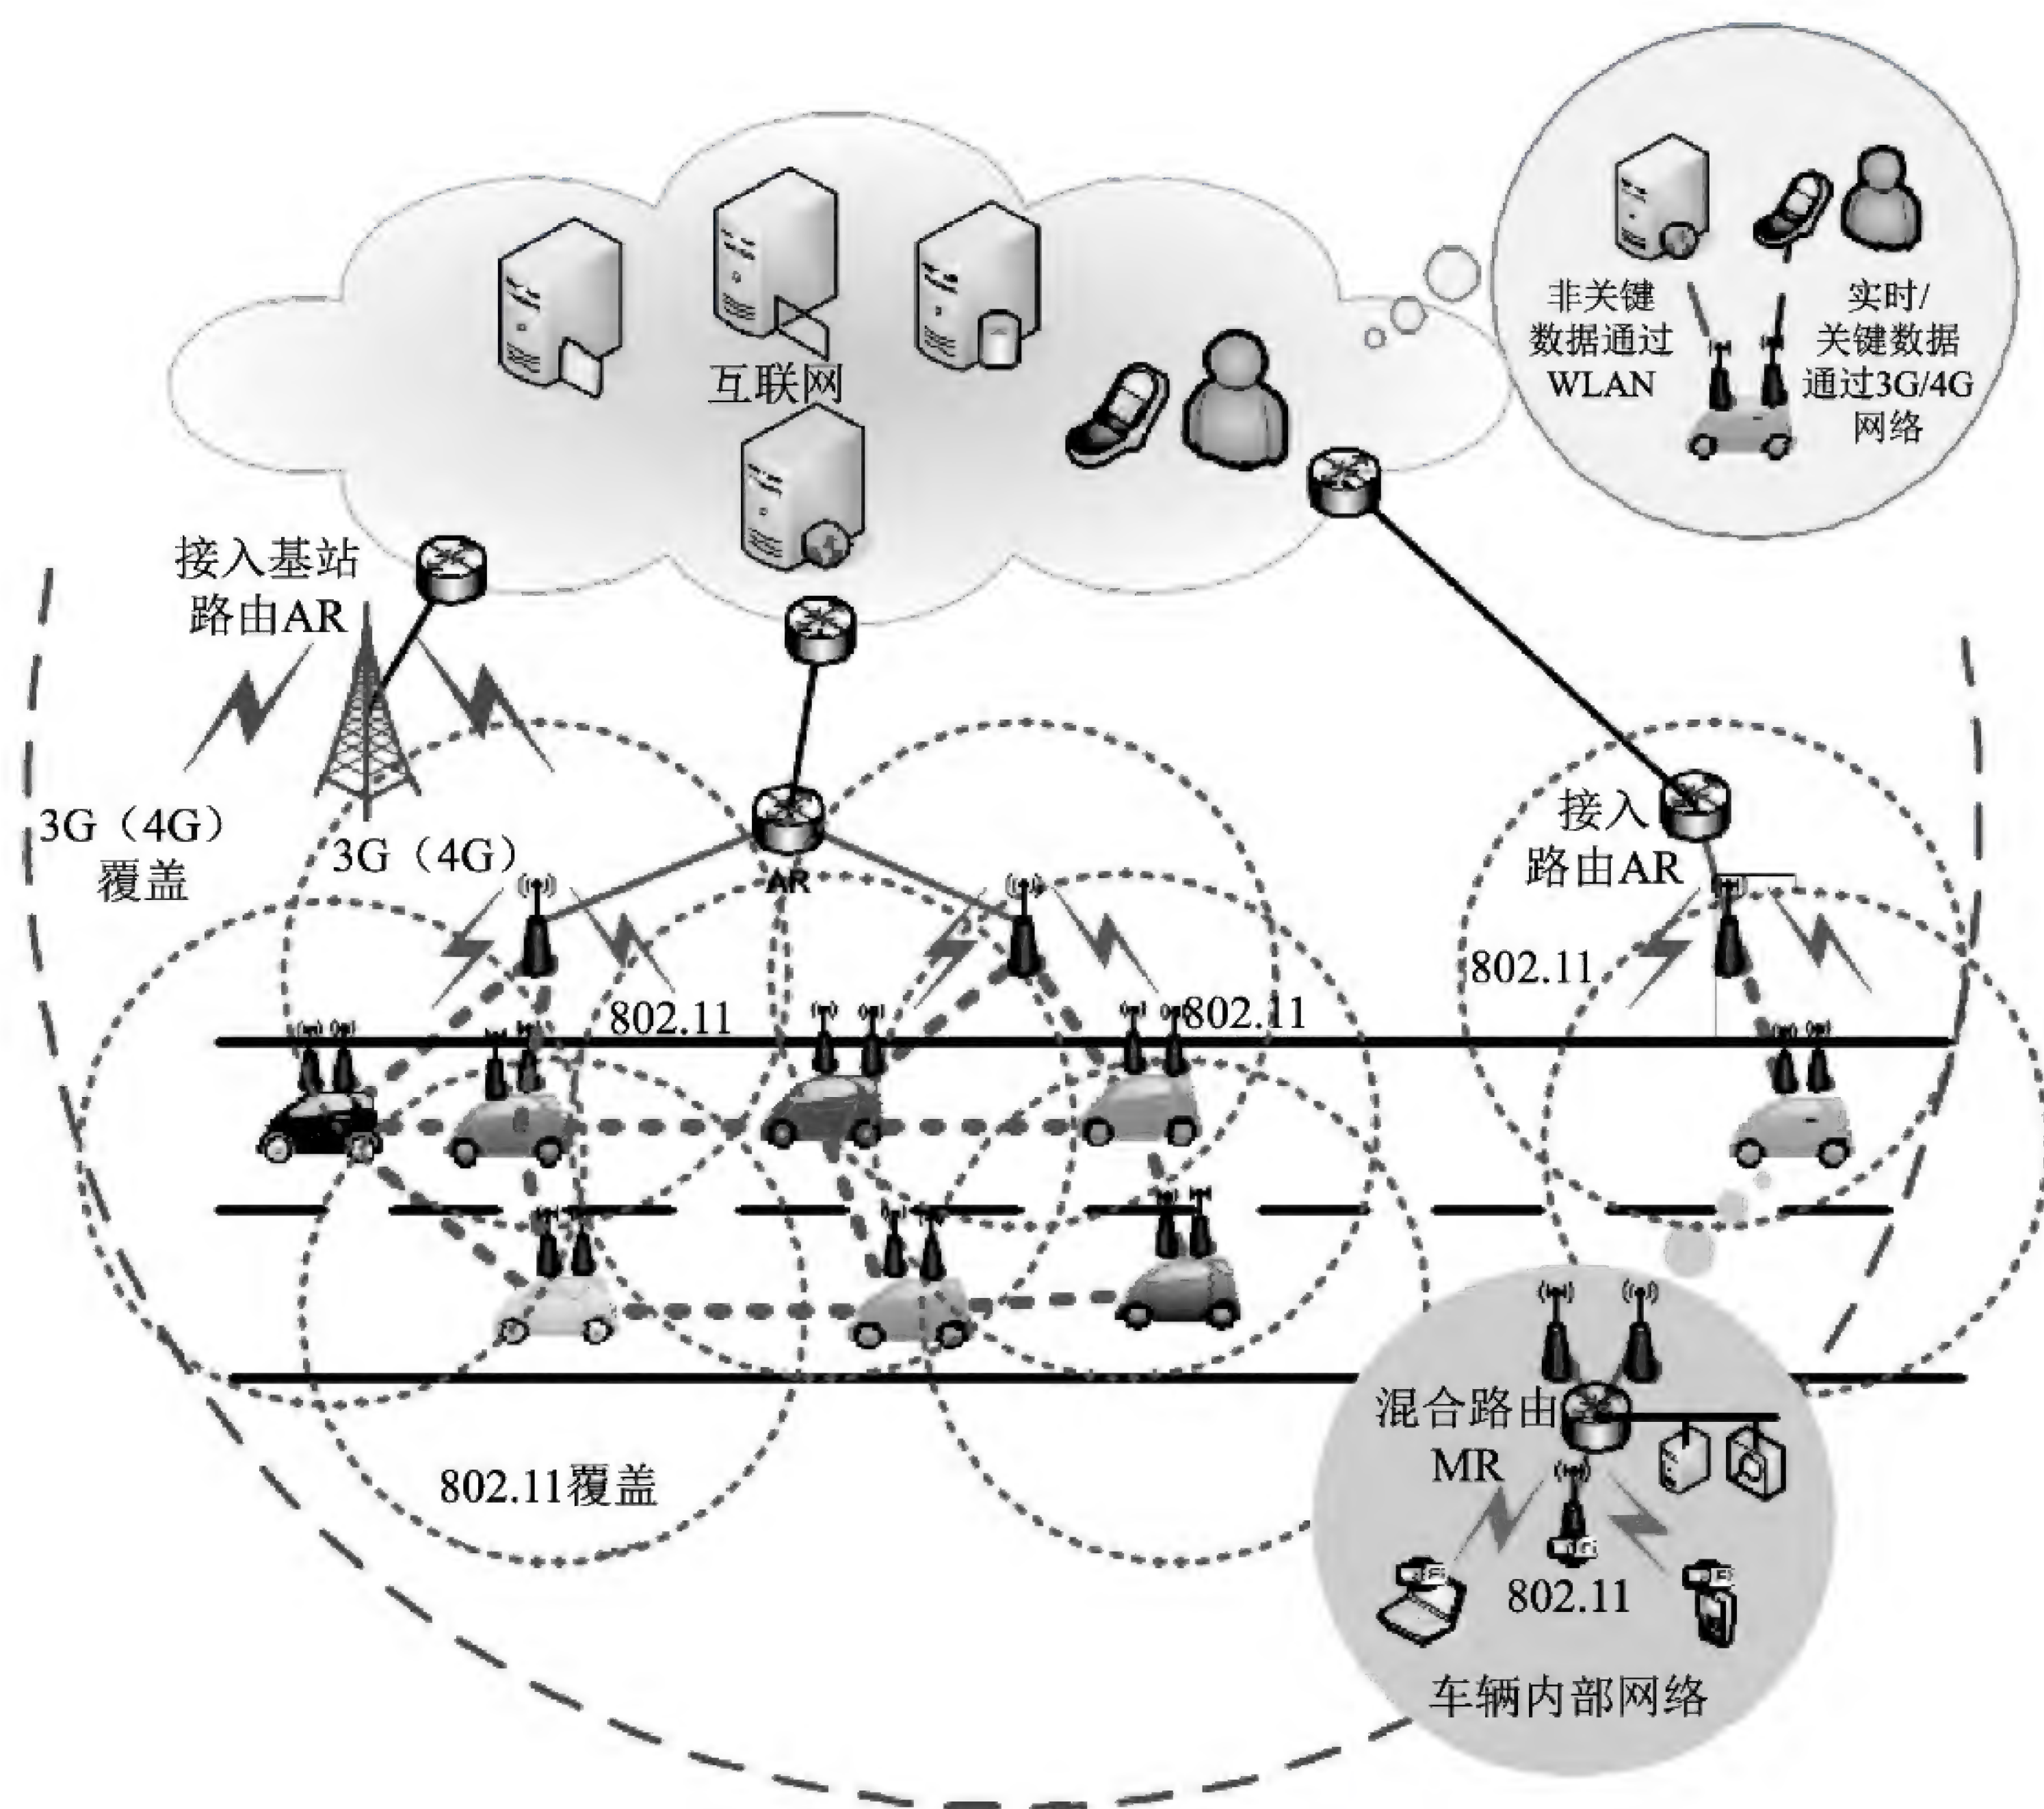 互联网
非关键
数据通过
WLAN
实时/
关键数据
通过3G/4G
网络
接入基站
路由AR
3G（4G）
覆盖
3G（4G）
AR
接入
路由AR
802.11
802.11
802.11
802.11覆盖
混合路由
MR
802.11
车辆内部网络